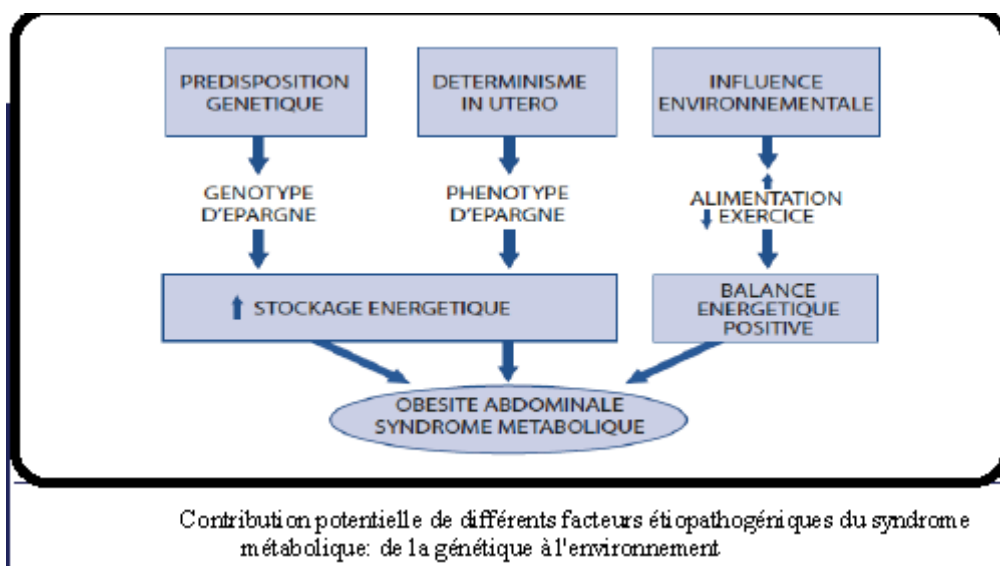 PREDISPOSITION
GENETIQUE
DETERMINISME
IN UTERO
INFLUENCE
ENVIRONNEMENTALE
GENOTYPE
D'EPARGNE
PHENOTYPE
D'EPARGNE
ALIMENTATION
EXERCICE
STOCKAGE ENERGETIQUE
BALANCE
ENERGETIQUE
POSITIVE
OBESITE ABDOMINALE
SYNDROME METABOLIQUE
Contribution potentielle de différents facteurs étiopathogéniques du syndrome
métabolique: de la génétique à l'environnement